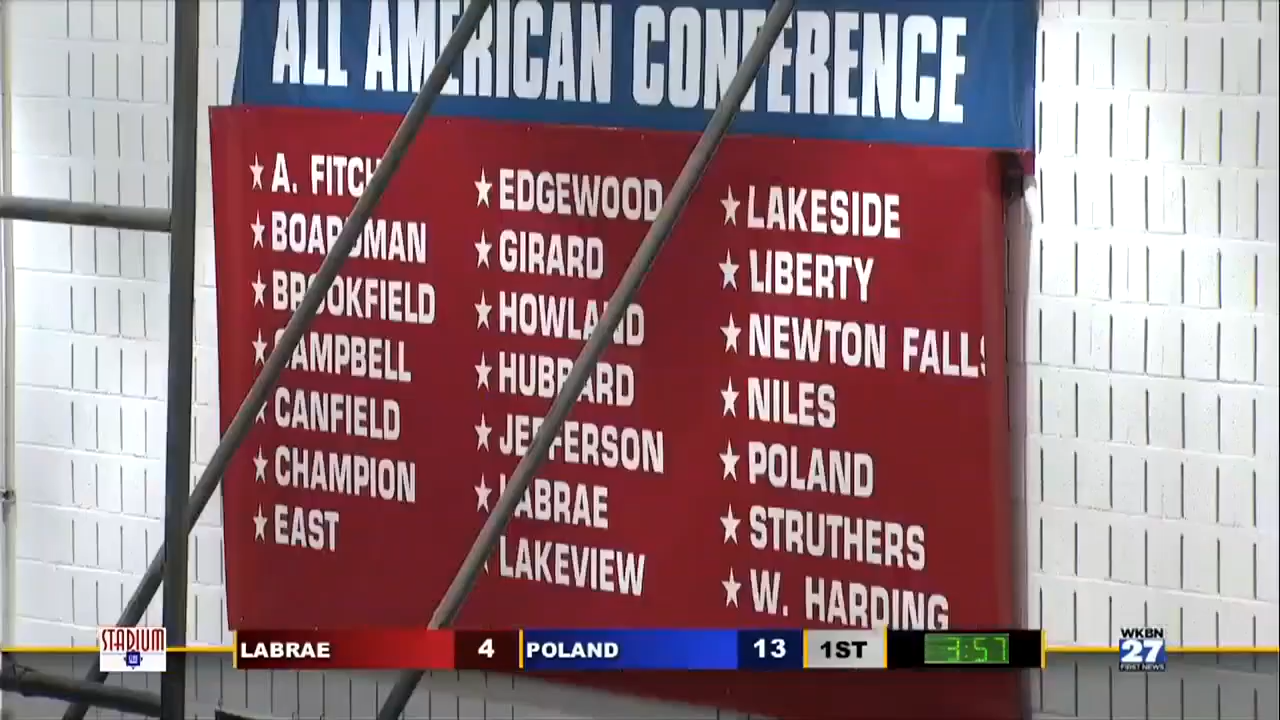 ALL AMERICAN CONFERENCE
★ A. FITCH
★ BOARDMAN
★ BROOKFIELD
★ CAMPBELL
★ CANFIELD
★ CHAMPION
★ EAST
★ EDGEWOOD
★ GIRARD
★ HOWLAND
★ HUBBARD
★ JEFFERSON
★ LABRAE
★ LAKEVIEW
★ LAKESIDE
★ LIBERTY
★ NEWTON FALLS
★ NILES
★ POLAND
★ STRUTHERS
★ W. HARDING
STADIUM
GM
LABRAE 4 POLAND 13 1ST 3:57
WKBN
27
FIRST NEWS